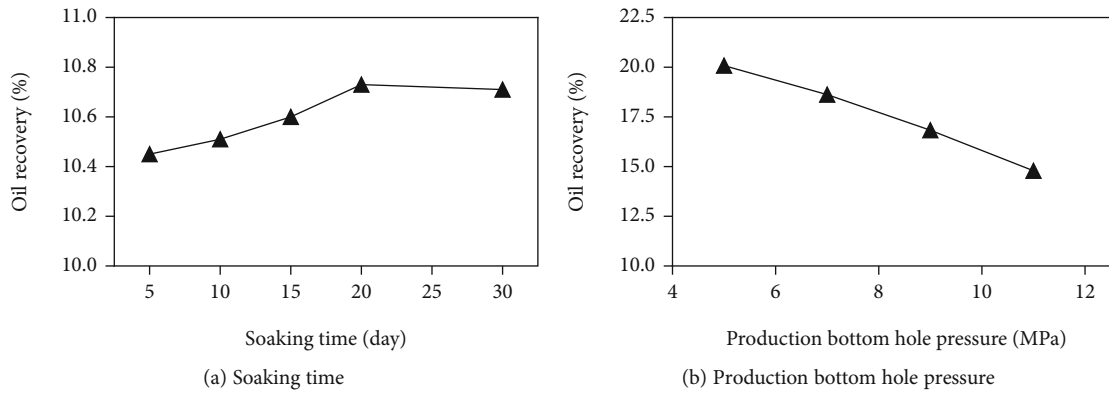 11.0
10.8
10.6
10.4
10.2
10.0
Oil recovery (%)
5 10 15 20 25 30
Soaking time (day)
(a) Soaking time
22.5
20.0
17.5
15.0
12.5
10.0
Oil recovery (%)
4 6 8 10 12
Production bottom hole pressure (MPa)
(b) Production bottom hole pressure